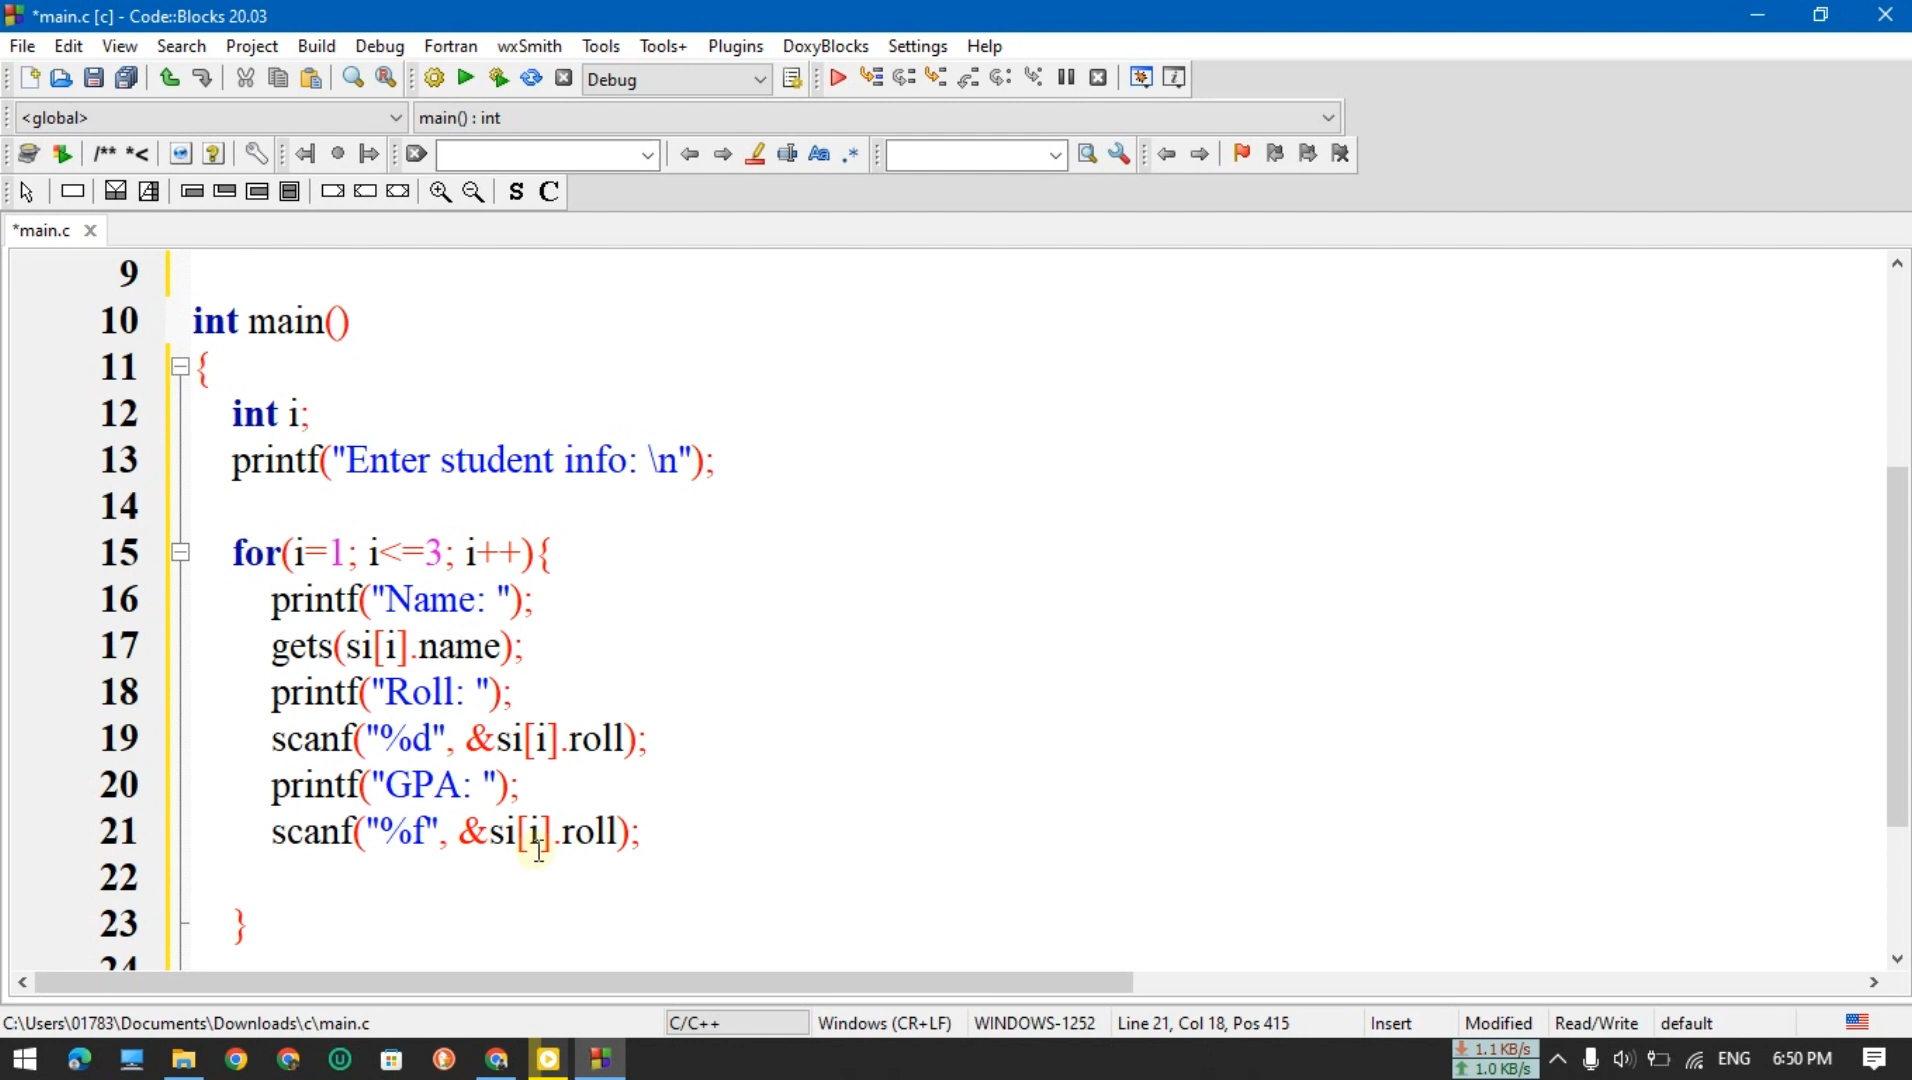 *main.c [c] - Code::Blocks 20.03
File Edit View Search Project Build Debug Fortran wxSmith Tools Tools+ Plugins DoxyBlocks Settings Help
Debug
<global> main() : int
/** *<
Aa .*
S C
*main.c
9
10 int main()
11 {
12 int i;
13 printf("Enter student info: \n");
14
15 for(i=1; i<=3; i++){
16 printf("Name: ");
17 gets(si[i].name);
18 printf("Roll: ");
19 scanf("%d", &si[i].roll);
20 printf("GPA: ");
21 scanf("%f", &si[i].roll);
22
23 }
24
C:\Users\01783\Documents\Downloads\c\main.c C/C++ Windows (CR+LF) WINDOWS-1252 Line 21, Col 18, Pos 415 Insert Modified Read/Write default
1.1 KB/s
1.0 KB/s
ENG 6:50 PM